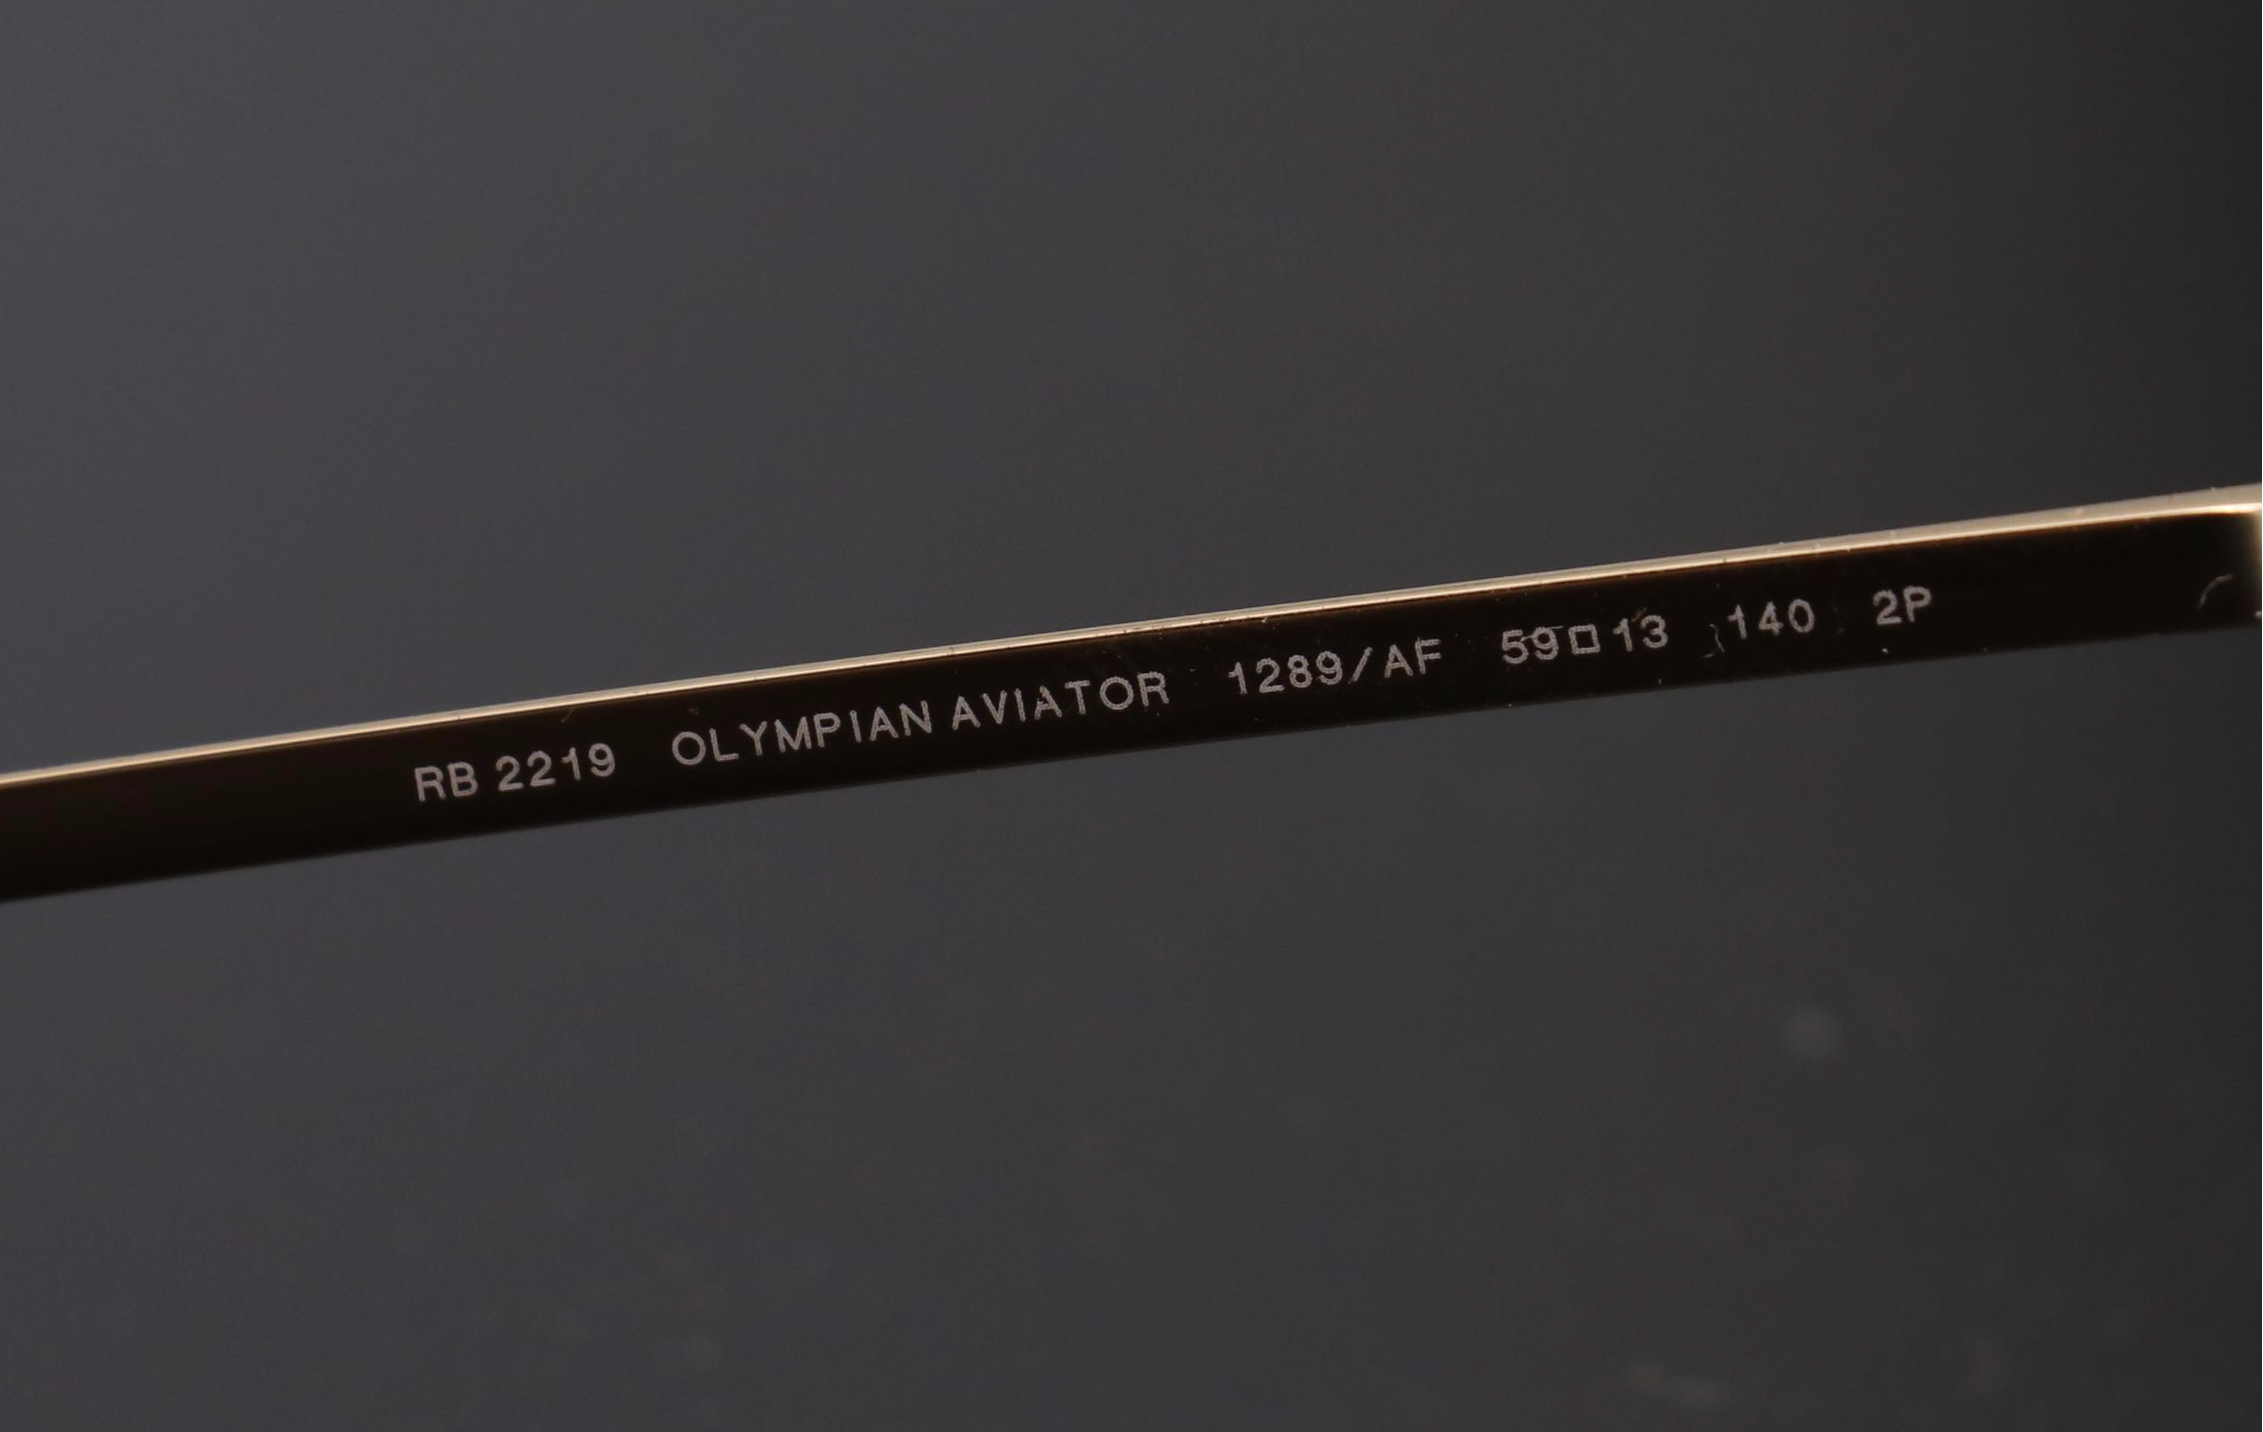 RB 2219 OLYMPIAN AVIATOR 1289/AF 59□13 140 2P